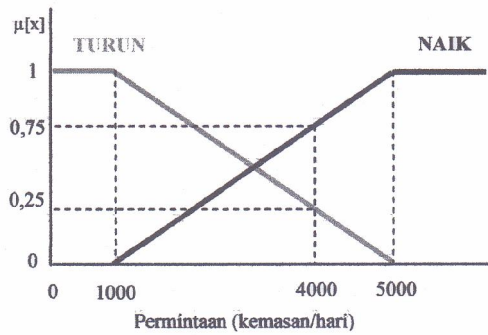 μ[x]
TURUN NAIK
1
0,75
0,25
0
0 1000 4000 5000
Permintaan (kemasan/hari)